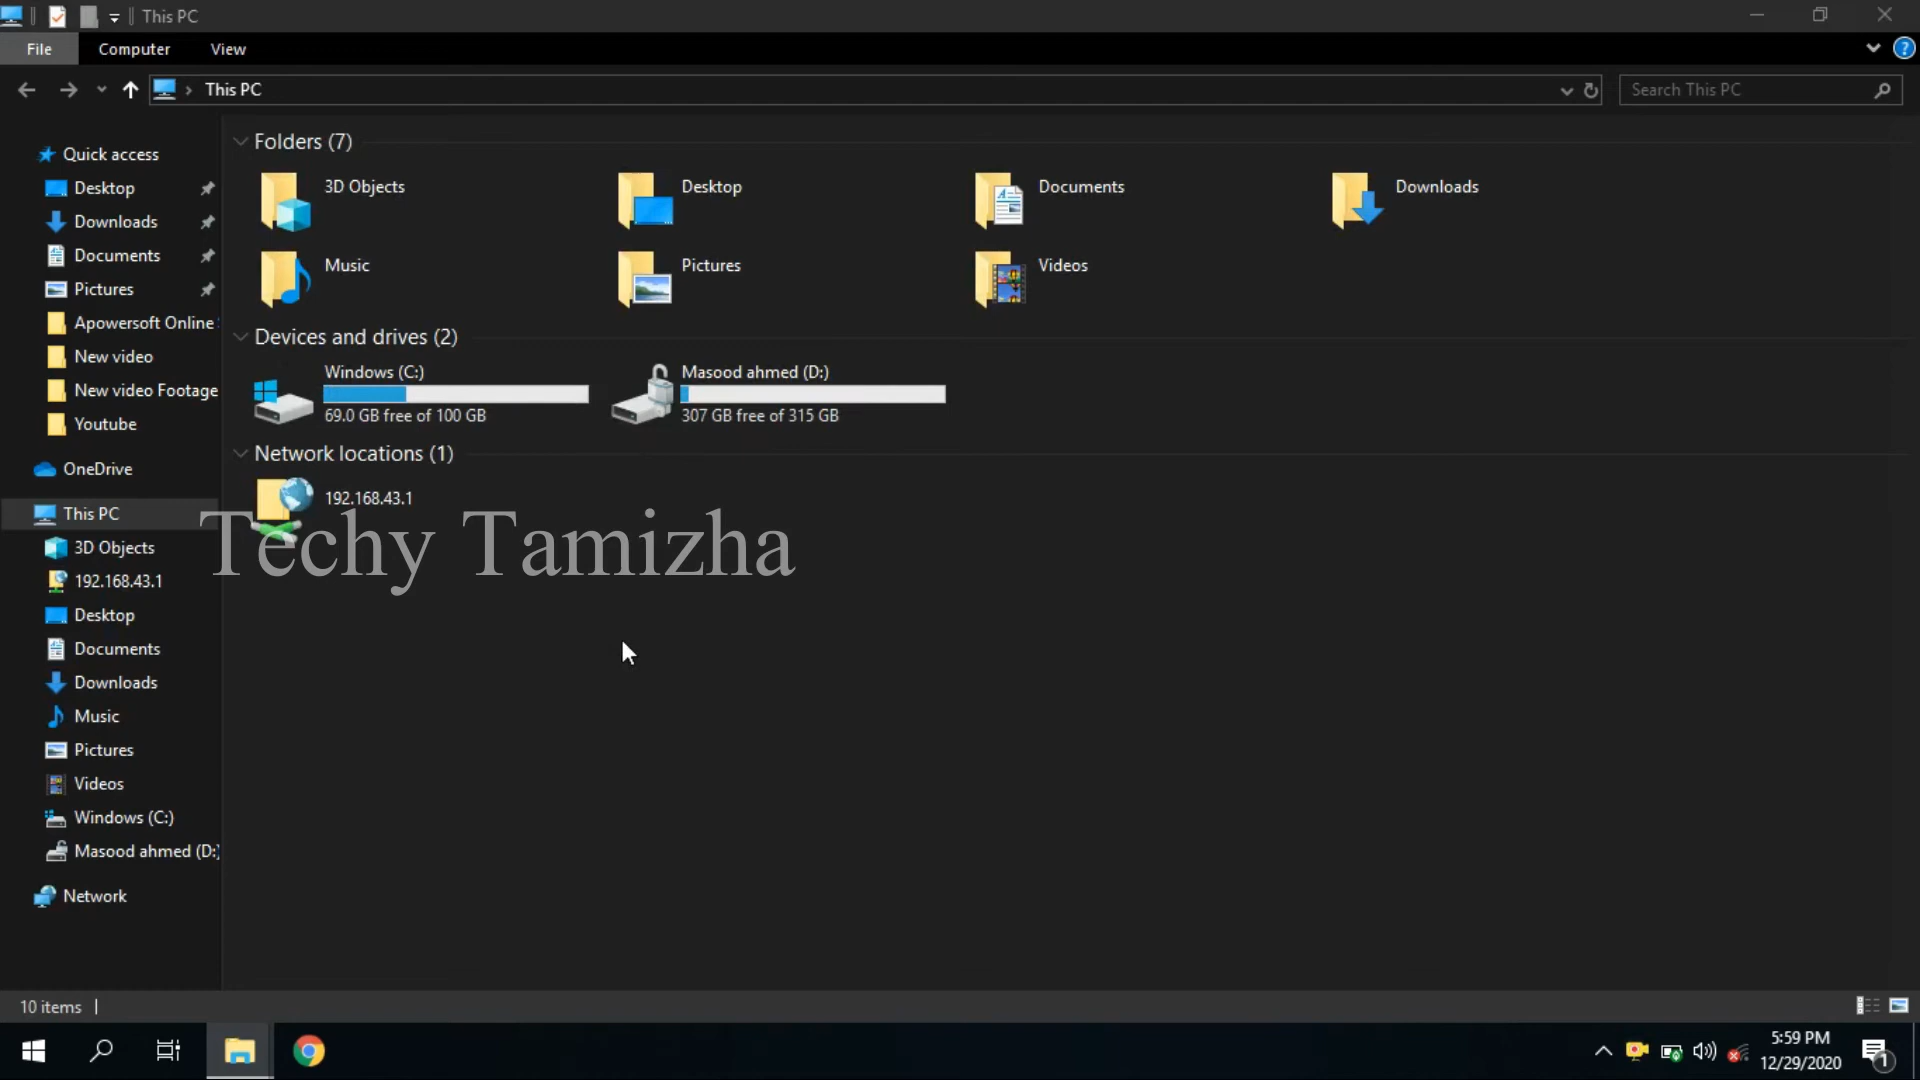 This PC
File Computer View
This PC
Search This PC
Quick access
Desktop
Downloads
Documents
Pictures
Apowersoft Online
New video
New video Footage
Youtube
OneDrive
This PC
3D Objects
192.168.43.1
Desktop
Documents
Downloads
Music
Pictures
Videos
Windows (C:)
Masood ahmed (D:)
Network
Folders (7)
3D Objects
Desktop
Documents
Downloads
Music
Pictures
Videos
Devices and drives (2)
Windows (C:)
69.0 GB free of 100 GB
Masood ahmed (D:)
307 GB free of 315 GB
Network locations (1)
192.168.43.1
Techy Tamizha
10 items
5:59 PM
12/29/2020
1